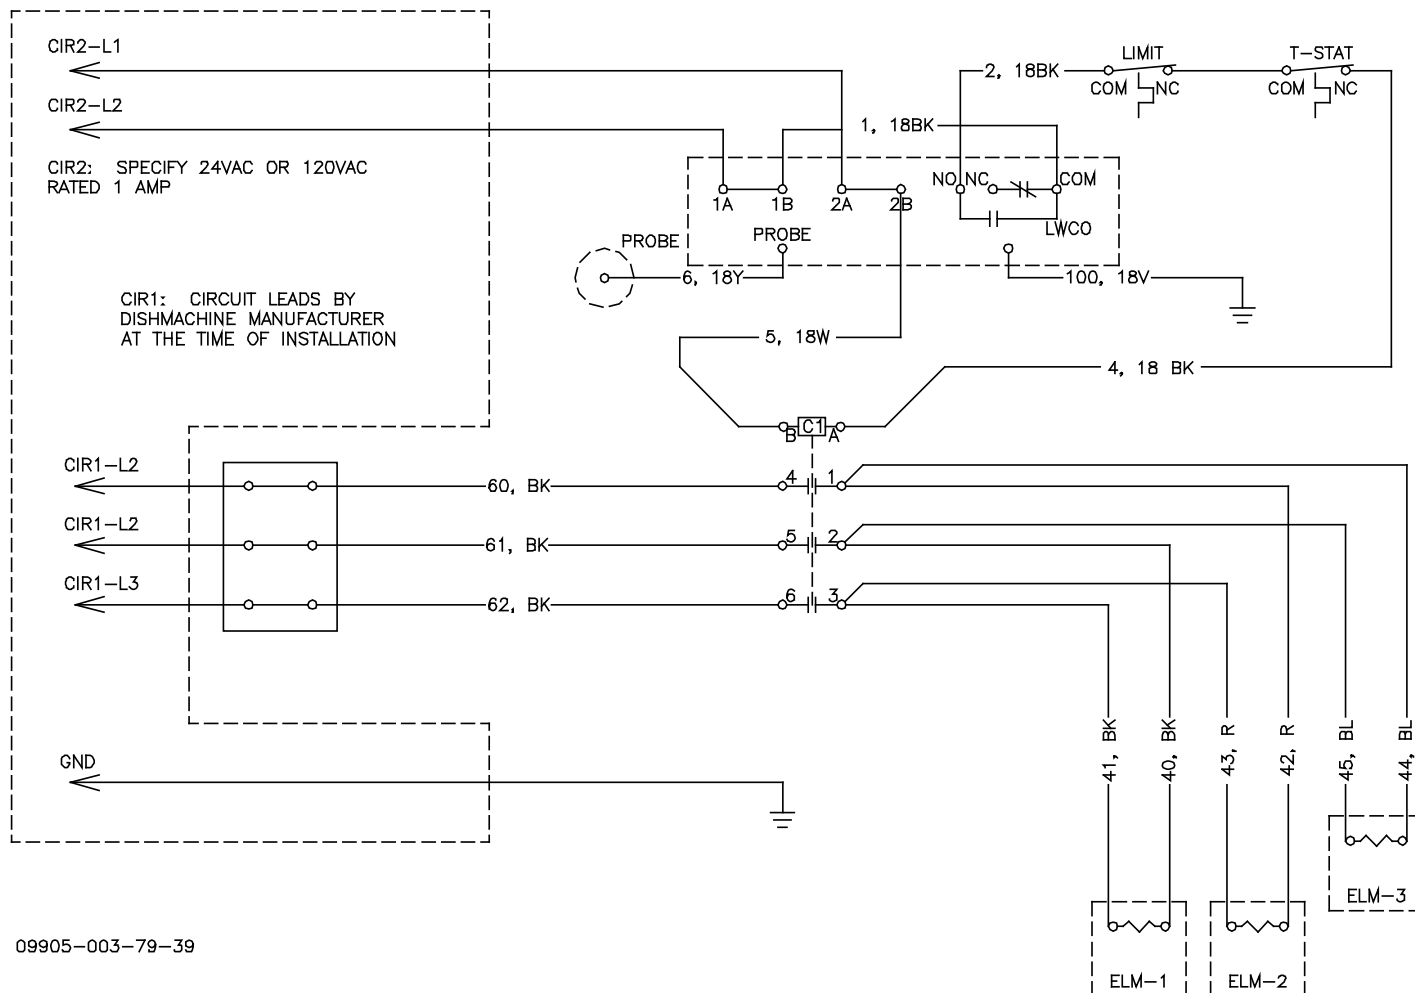 CIR2-L1
LIMIT
T-STAT
2, 18BK
COM
NC
COM
NC
CIR2-L2
1, 18BK
CIR2: SPECIFY 24VAC OR 120VAC
RATED 1 AMP
NO
NC
COM
1A
1B
2A
2B
LWCO
PROBE
PROBE
6, 18Y
100, 18V
CIR1: CIRCUIT LEADS BY
DISHMACHINE MANUFACTURER
AT THE TIME OF INSTALLATION
5, 18W
4, 18 BK
B
C1
A
CIR1-L2
60, BK
4
1
CIR1-L2
61, BK
5
2
CIR1-L3
62, BK
6
3
41, BK
40, BK
43, R
42, R
45, BL
44, BL
GND
ELM-3
09905-003-79-39
ELM-1
ELM-2